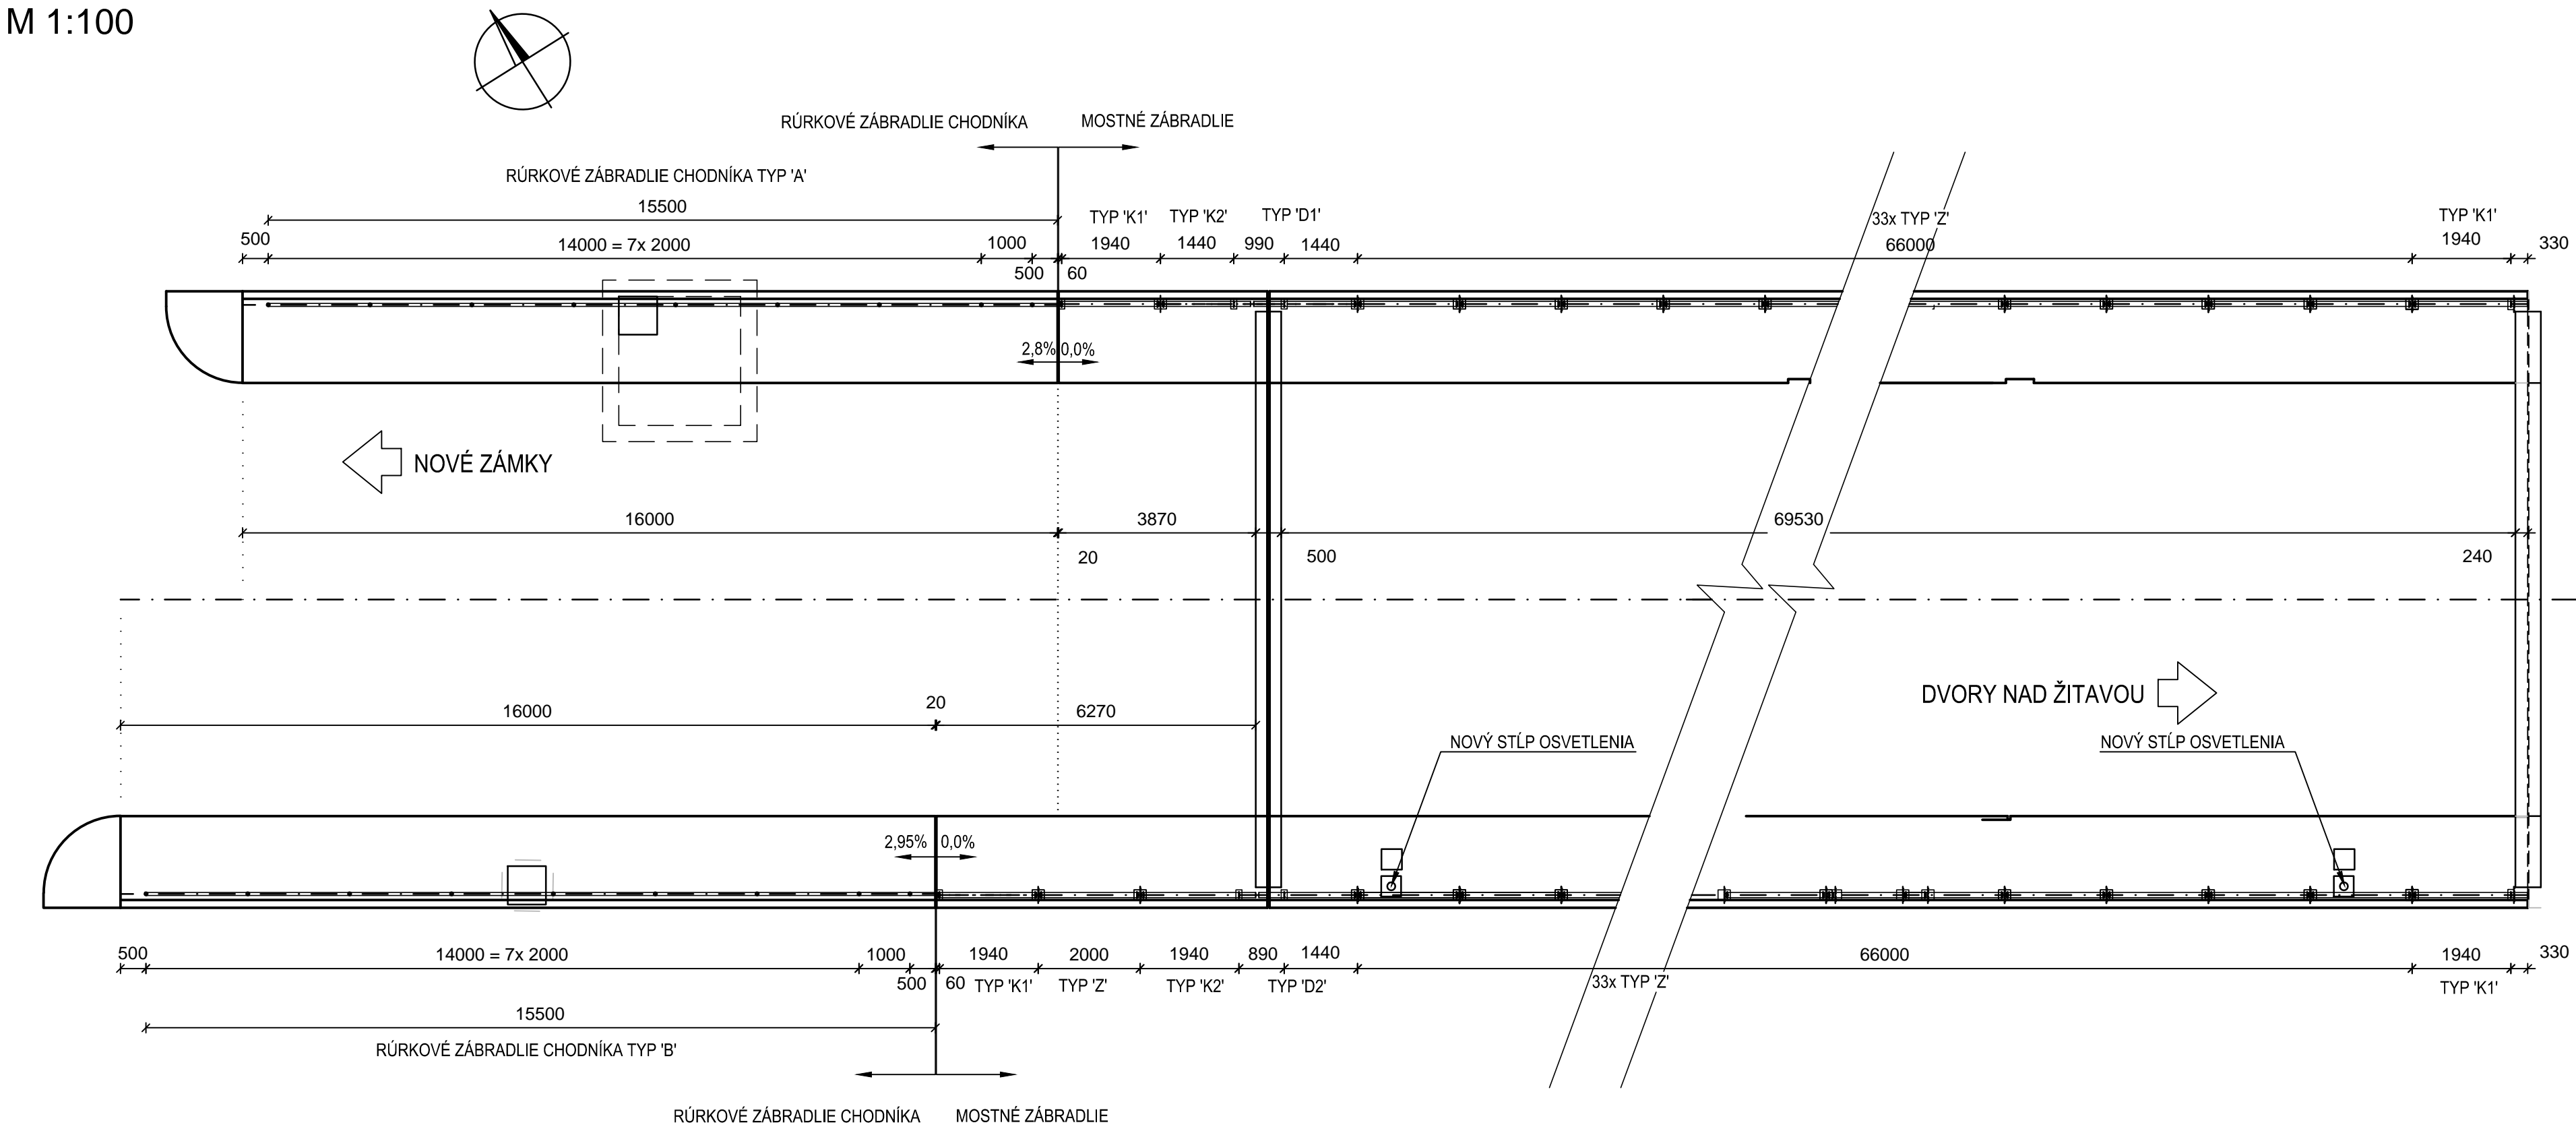 M 1:100
RÚRKOVÉ ZÁBRADLIE CHODNÍKA MOSTNÉ ZÁBRADLIE
RÚRKOVÉ ZÁBRADLIE CHODNÍKA TYP 'A'
15500
TYP 'K1' TYP 'K2' TYP 'D1' 33x TYP 'Z' TYP 'K1'
500 14000 = 7x 2000 1000 1940 1440 990 1440 66000 1940 330
500 60
2,8% 0,0%
NOVÉ ZÁMKY
16000 3870 69530
20 500 240
DVORY NAD ŽITAVOU
16000 20 6270
NOVÝ STĹP OSVETLENIA NOVÝ STĹP OSVETLENIA
2,95% 0,0%
500 14000 = 7x 2000 1000 1940 2000 1940 890 1440 66000 1940 330
500 60 TYP 'K1' TYP 'Z' TYP 'K2' TYP 'D2' 33x TYP 'Z' TYP 'K1'
15500
RÚRKOVÉ ZÁBRADLIE CHODNÍKA TYP 'B'
RÚRKOVÉ ZÁBRADLIE CHODNÍKA MOSTNÉ ZÁBRADLIE